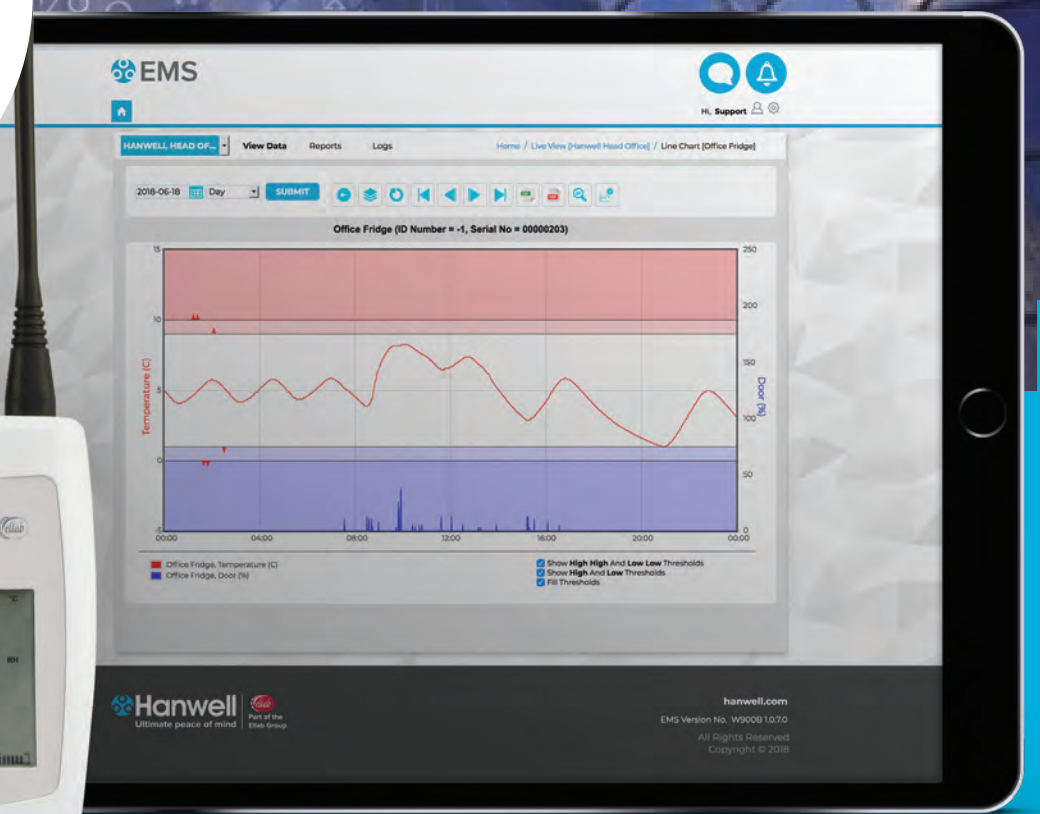 EMS
Hi, Support
HANWELL HEAD OF...
View Data Reports Logs
Home / Live View [Hanwell Head Office] / Line Chart [Office Fridge]
2018-06-18 Day SUBMIT
Office Fridge (ID Number = -1, Serial No = 00000203)
15
10
5
0
-5
Temperature (C)
250
200
150
100
50
0
Door (%)
00:00 04:00 08:00 12:00 16:00 20:00 00:00
Office Fridge, Temperature (C)
Office Fridge, Door (%)
Show High High And Low Low Thresholds
Show High And Low Thresholds
Fill Thresholds
Hanwell
Ultimate peace of mind
ellab
Part of the
Ellab Group
hanwell.com
EMS Version No. W900B 1.0.7.0
All Rights Reserved
Copyright © 2018
ellab
°C
RH